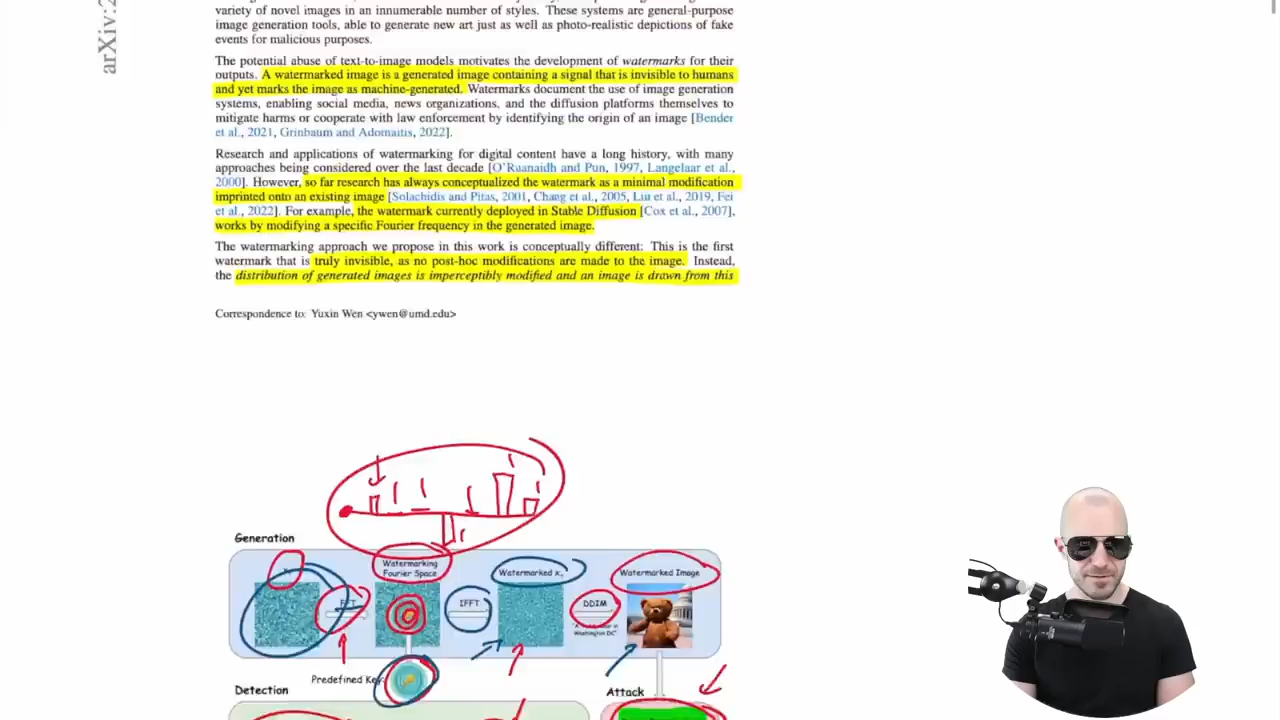 variety of novel images in an innumerable number of styles. These systems are general-purpose
image generation tools, able to generate new art just as well as photo-realistic depictions of fake
events for malicious purposes.
The potential abuse of text-to-image models motivates the development of watermarks for their
outputs. A watermarked image is a generated image containing a signal that is invisible to humans
and yet marks the image as machine-generated. Watermarks document the use of image generation
systems, enabling social media, news organizations, and the diffusion platforms themselves to
mitigate harms or cooperate with law enforcement by identifying the origin of an image [Bender
et al., 2021, Grinbaum and Adomaitis, 2022].
Research and applications of watermarking for digital content have a long history, with many
approaches being considered over the last decade [O'Ruanaidh and Pun, 1997, Langelaar et al.,
2000]. However, so far research has always conceptualized the watermark as a minimal modification
imprinted onto an existing image [Solachidis and Pitas, 2001, Chang et al., 2005, Liu et al., 2019, Fei
et al., 2022]. For example, the watermark currently deployed in Stable Diffusion [Cox et al., 2007],
works by modifying a specific Fourier frequency in the generated image.
The watermarking approach we propose in this work is conceptually different: This is the first
watermark that is truly invisible, as no post-hoc modifications are made to the image. Instead,
the distribution of generated images is imperceptibly modified and an image is drawn from this
Correspondence to: Yuxin Wen <ywen@umd.edu>
arXiv:2
Generation
Watermarking
Fourier Space
Watermarked x
Watermarked Image
FFT
IFFT
DDIM
Washington DC"
Predefined Key
Detection
Attack